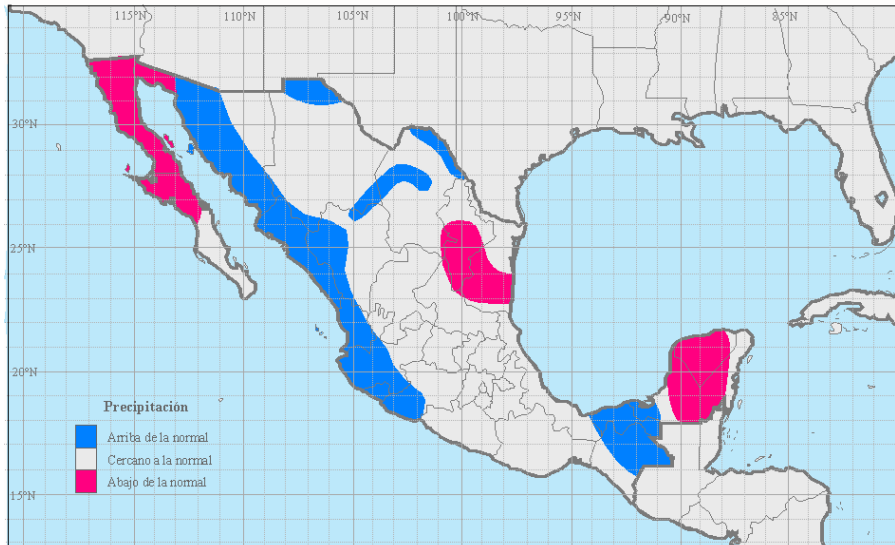 115°N 110°N 105°N 100°N 95°N 90°N 85°N
30°N
25°N
20°N
15°N
Precipitación
Arriba de la normal
Cercano a la normal
Abajo de la normal